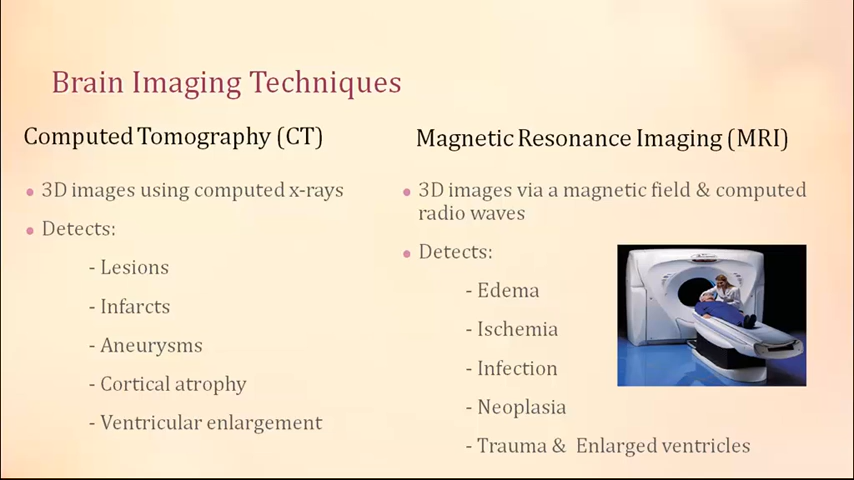 Brain Imaging Techniques
Computed Tomography (CT)
• 3D images using computed x-rays
• Detects:
- Lesions
- Infarcts
- Aneurysms
- Cortical atrophy
- Ventricular enlargement
Magnetic Resonance Imaging (MRI)
• 3D images via a magnetic field & computed
radio waves
• Detects:
- Edema
- Ischemia
- Infection
- Neoplasia
- Trauma & Enlarged ventricles